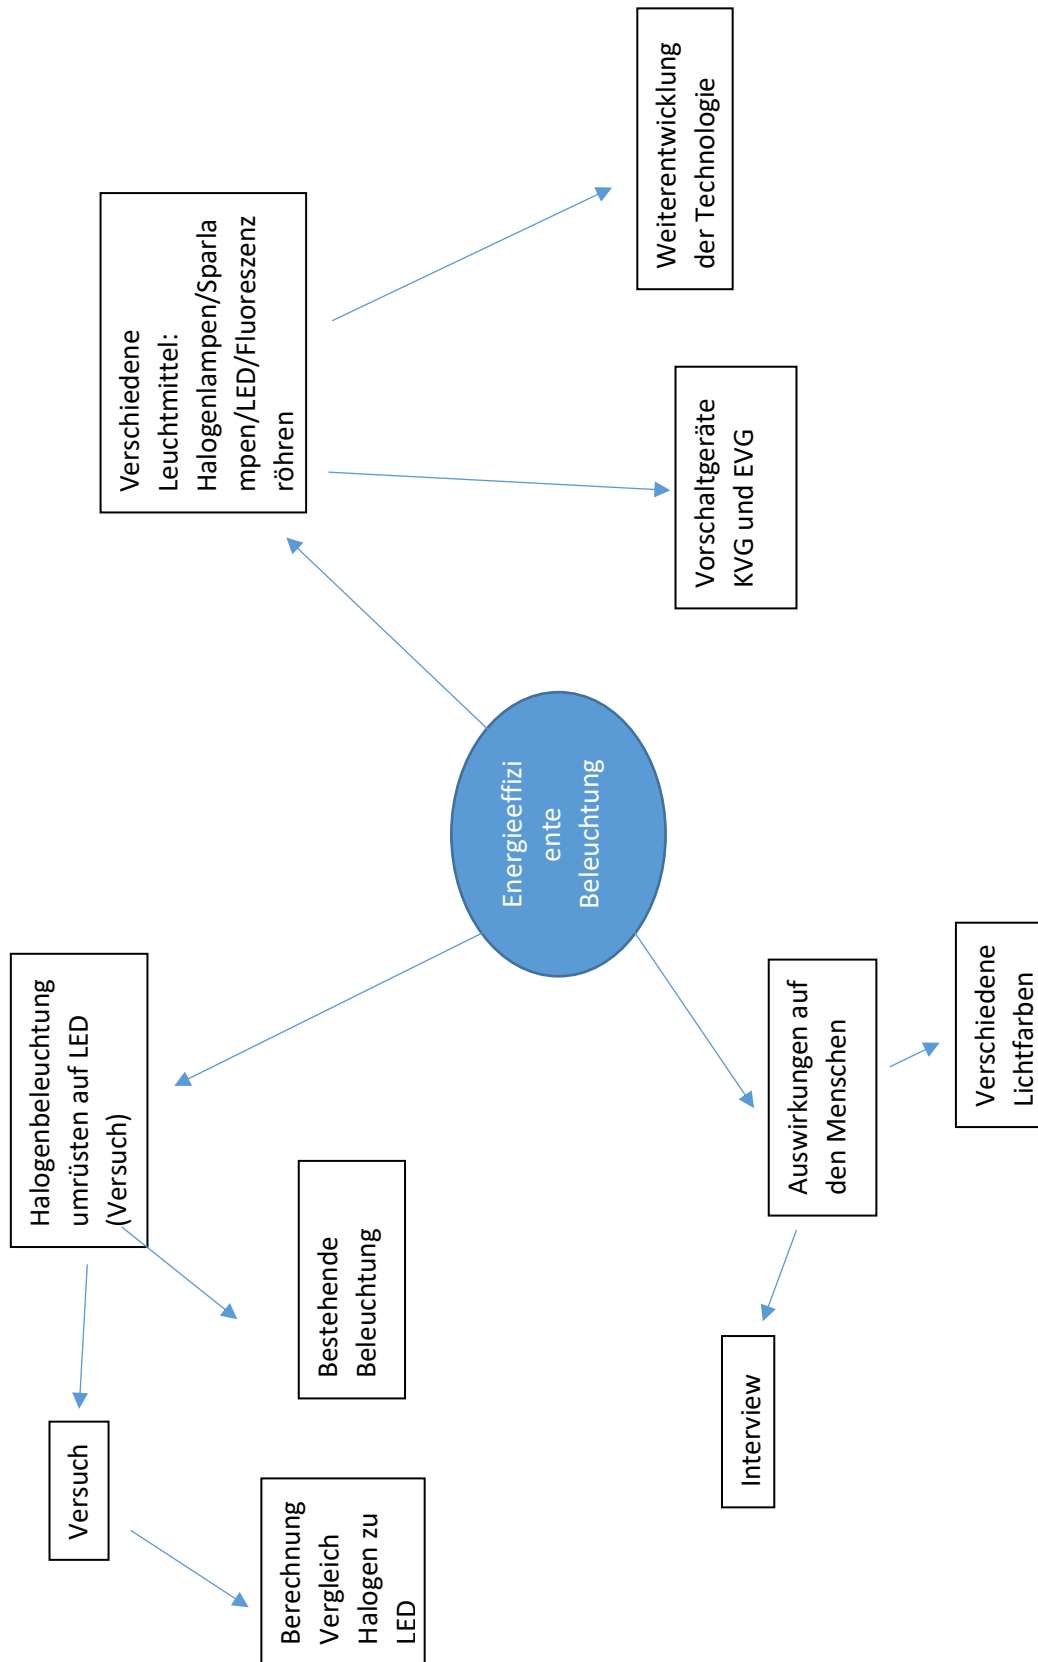 Versuch
Berechnung
Vergleich
Halogen zu
LED
Halogenbeleuchtung
umrüsten auf LED
(Versuch)
Bestehende
Beleuchtung
Verschiedene
Leuchtmittel:
Halogenlampen/Sparla
mpen/LED/Fluoreszenz
röhren
Energieeffizi
ente
Beleuchtung
Weiterentwicklung
der Technologie
Vorschaltgeräte
KVG und EVG
Interview
Auswirkungen auf
den Menschen
Verschiedene
Lichtfarben